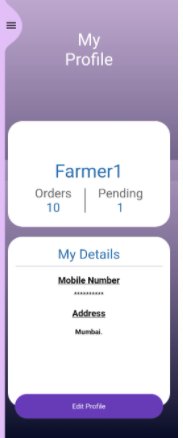 My
Profile
Farmer1
Orders Pending
10 1
My Details
Mobile Number
**********
Address
Mumbai.
Edit Profile